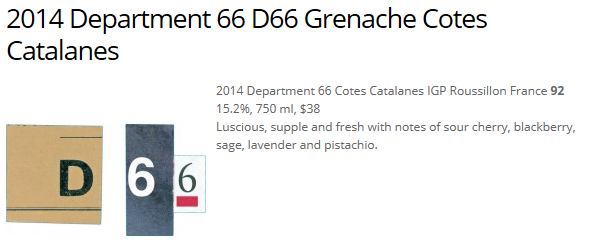 2014 Department 66 D66 Grenache Cotes
Catalanes
2014 Department 66 Cotes Catalanes IGP Roussillon France 92
15.2%, 750 ml, $38
Luscious, supple and fresh with notes of sour cherry, blackberry,
sage, lavender and pistachio.
D 6 6